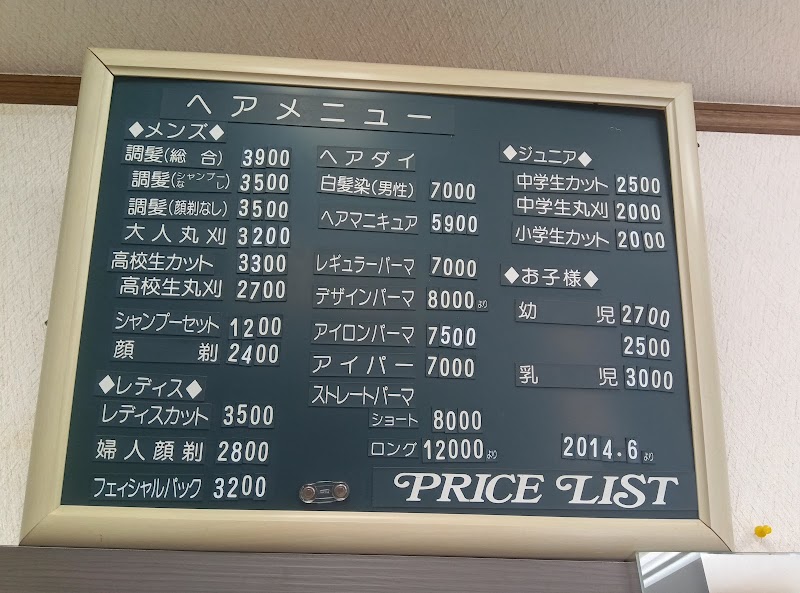 ヘアメニュー
◆メンズ◆
調髪(総合) 3900
調髪(シャンプーなし) 3500
調髪(顔剃なし) 3500
大人丸刈 3200
高校生カット 3300
高校生丸刈 2700
シャンプーセット 1200
顔剃 2400
◆レディス◆
レディスカット 3500
婦人顔剃 2800
フェイシャルパック 3200
ヘアダイ
白髪染(男性) 7000
ヘアマニキュア 5900
レギュラーパーマ 7000
デザインパーマ 8000より
アイロンパーマ 7500
アイパー 7000
ストレートパーマ
ショート 8000
ロング 12000より
◆ジュニア◆
中学生カット 2500
中学生丸刈 2000
小学生カット 2000
◆お子様◆
幼児 2700
2500
乳児 3000
2014.6より
PRICE LIST